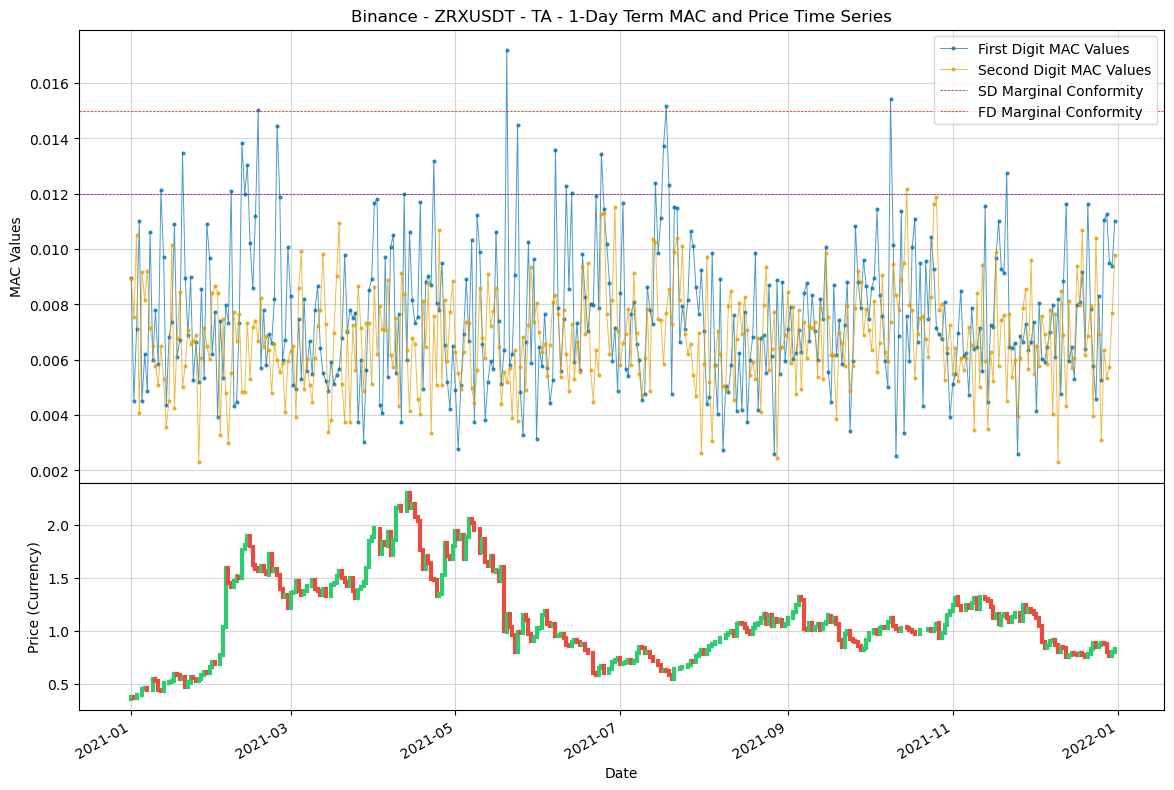 Binance - ZRXUSDT - TA - 1-Day Term MAC and Price Time Series
First Digit MAC Values
Second Digit MAC Values
SD Marginal Conformity
FD Marginal Conformity
MAC Values
0.016
0.014
0.012
0.010
0.008
0.006
0.004
0.002
Price (Currency)
2.0
1.5
1.0
0.5
2021-01
2021-03
2021-05
2021-07
2021-09
2021-11
2022-01
Date